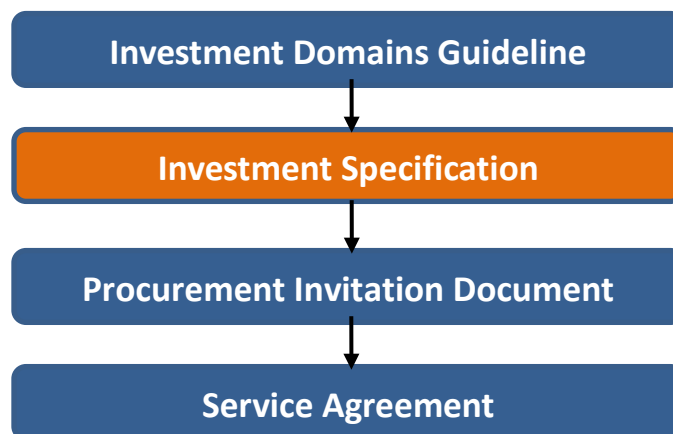 Investment Domains Guideline
Investment Specification
Procurement Invitation Document
Service Agreement